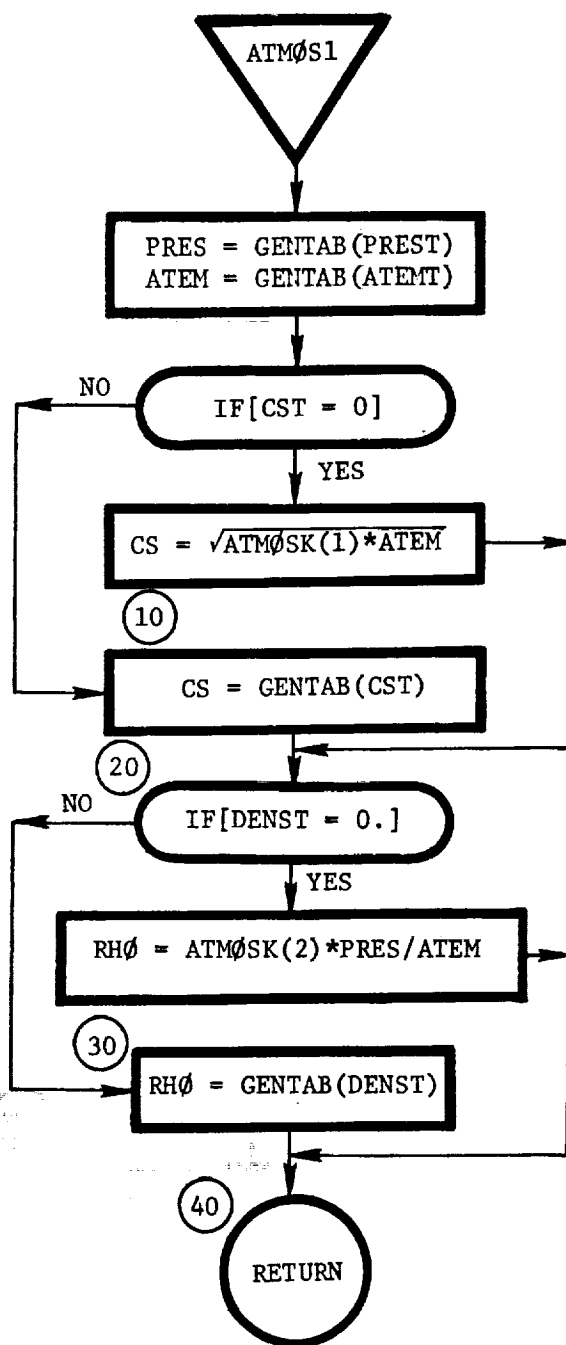 ATMØS1
PRES = GENTAB(PREST)
ATEM = GENTAB(ATEMT)
IF[CST = 0]
NO
YES
CS = √ATMØSK(1)*ATEM
10
CS = GENTAB(CST)
20
IF[DENST = 0.]
NO
YES
RHØ = ATMØSK(2)*PRES/ATEM
30
RHØ = GENTAB(DENST)
40
RETURN